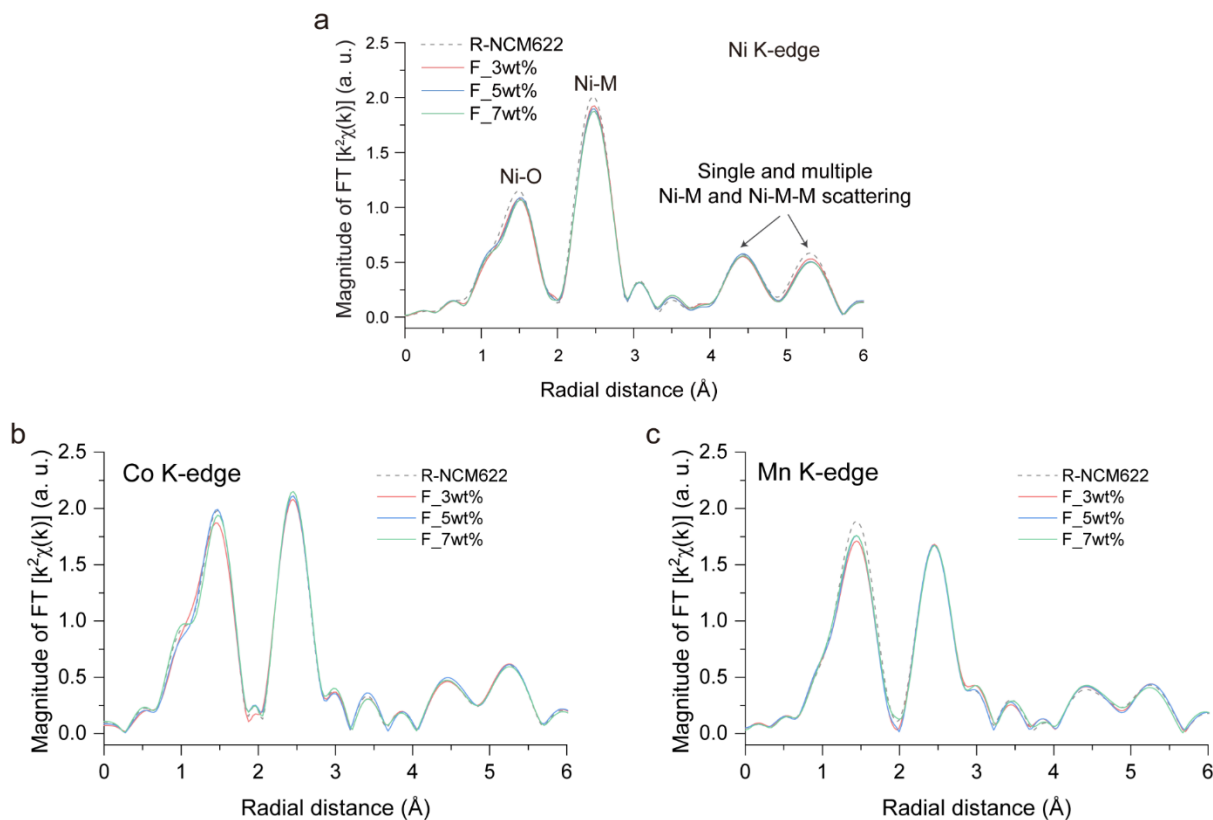 a
Magnitude of FT [k²χ(k)] (a. u.)
2.5
2.0
1.5
1.0
0.5
0.0
R-NCM622
F_3wt%
F_5wt%
F_7wt%
Ni K-edge
Ni-M
Ni-O
Single and multiple
Ni-M and Ni-M-M scattering
0 1 2 3 4 5 6
Radial distance (Å)
b
Magnitude of FT [k²χ(k)] (a. u.)
2.5
2.0
1.5
1.0
0.5
0.0
Co K-edge
R-NCM622
F_3wt%
F_5wt%
F_7wt%
0 1 2 3 4 5 6
Radial distance (Å)
c
Magnitude of FT [k²χ(k)] (a. u.)
2.5
2.0
1.5
1.0
0.5
0.0
Mn K-edge
R-NCM622
F_3wt%
F_5wt%
F_7wt%
0 1 2 3 4 5 6
Radial distance (Å)